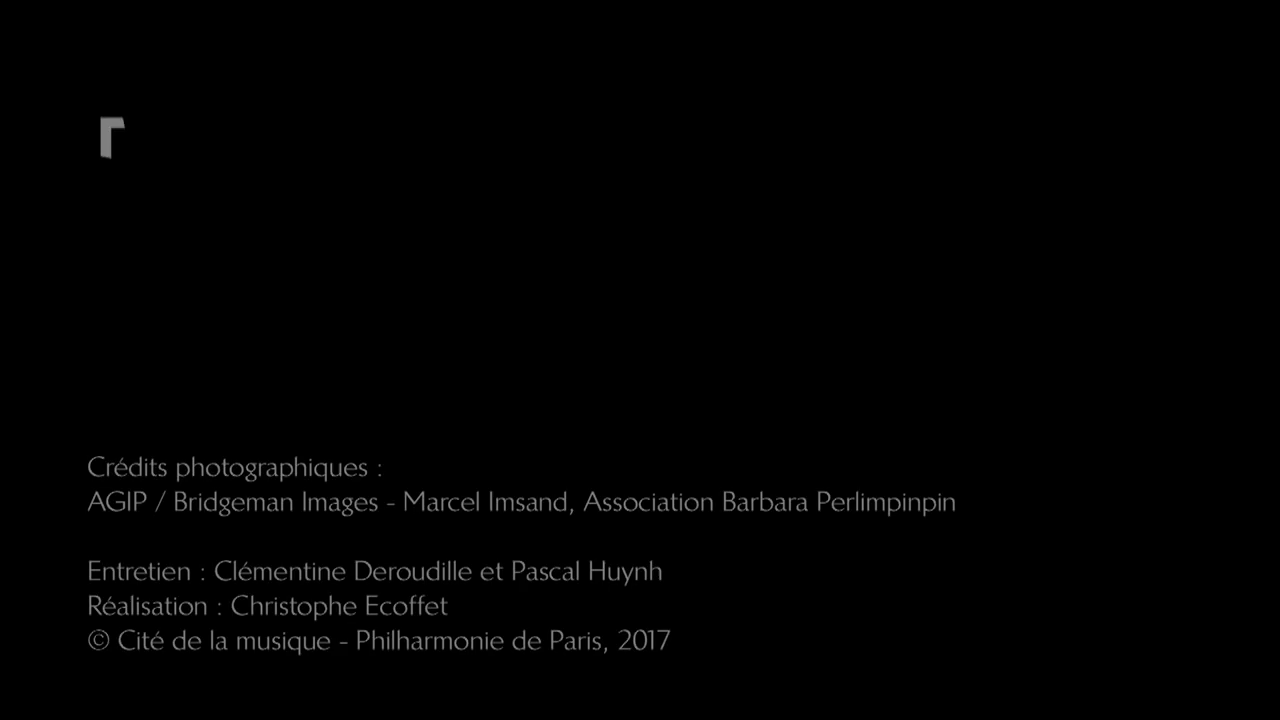 Crédits photographiques :
AGIP / Bridgeman Images - Marcel Imsand, Association Barbara Perlimpinpin
Entretien : Clémentine Deroudille et Pascal Huynh
Réalisation : Christophe Ecoffet
© Cité de la musique - Philharmonie de Paris, 2017